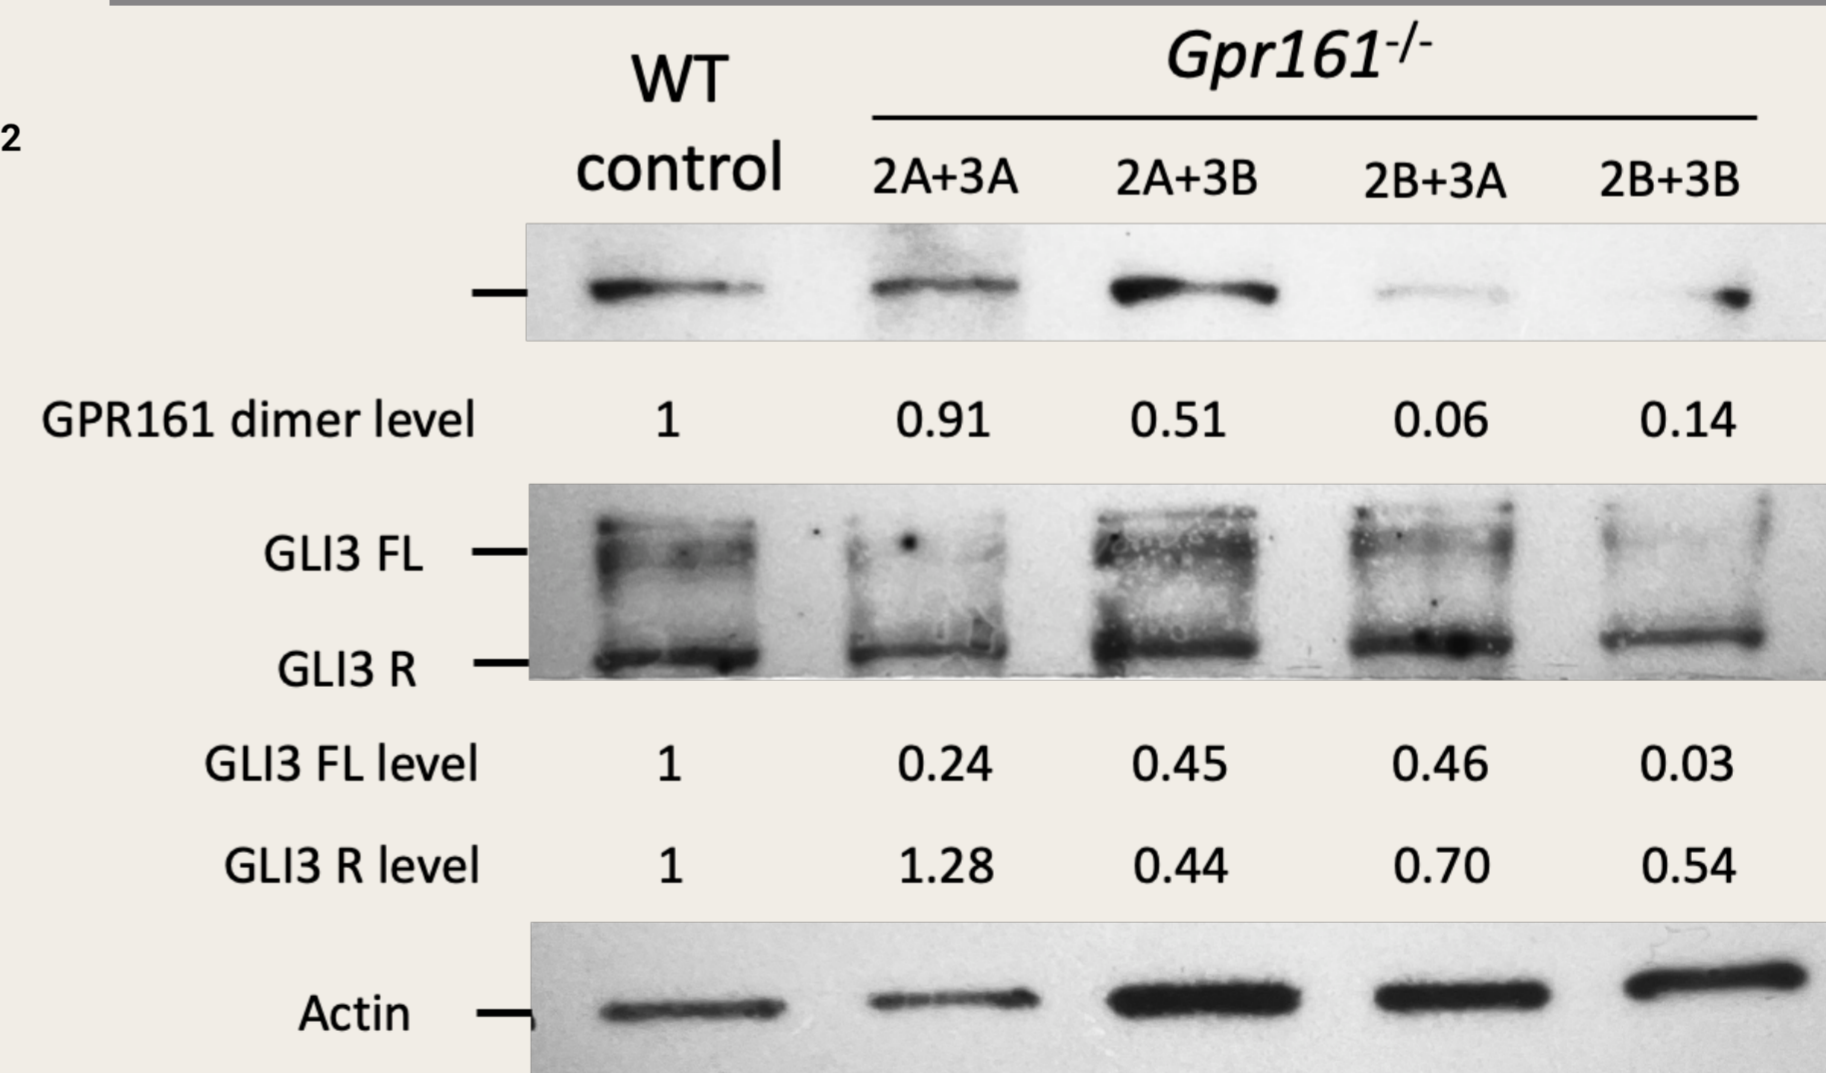 Gpr161-/-
WT
control
2
2A+3A 2A+3B 2B+3A 2B+3B
GPR161 dimer level 1 0.91 0.51 0.06 0.14
GLI3 FL
GLI3 R
GLI3 FL level 1 0.24 0.45 0.46 0.03
GLI3 R level 1 1.28 0.44 0.70 0.54
Actin